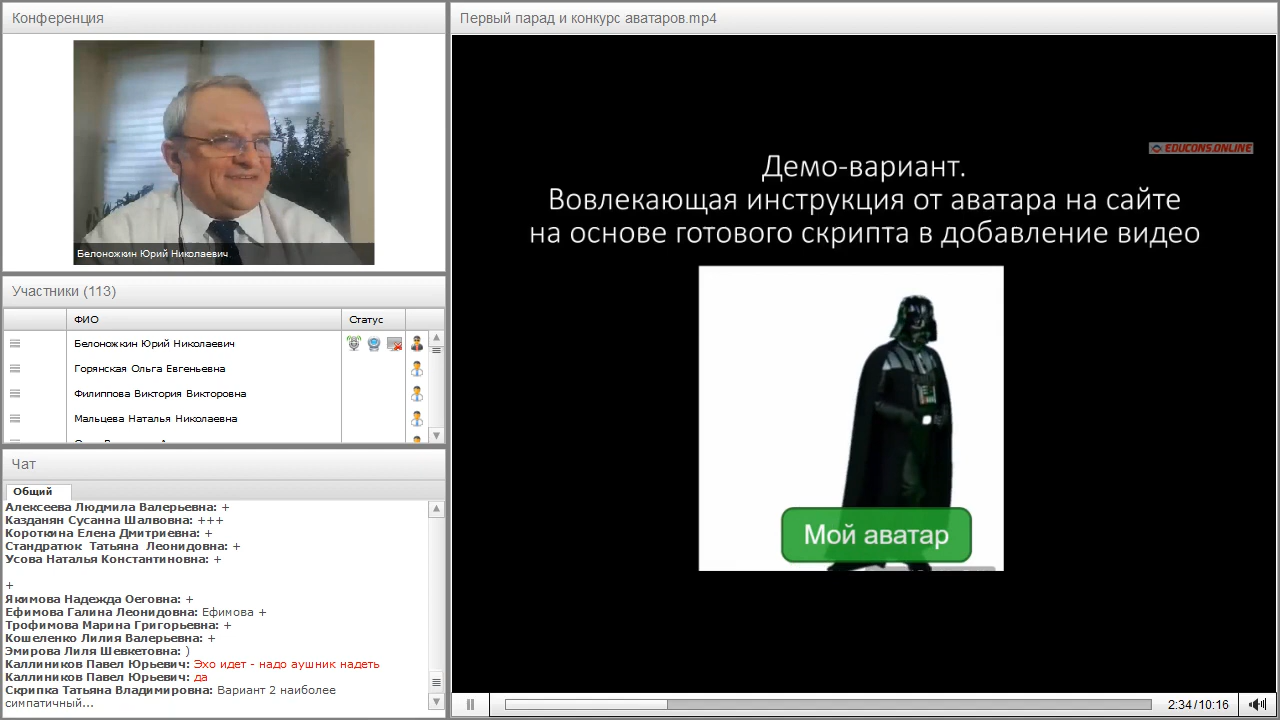 Конференция
Белоножкин Юрий Николаевич
Участники (113)
ФИО
Статус
Белоножкин Юрий Николаевич
Горянская Ольга Евгеньевна
Филиппова Виктория Викторовна
Мальцева Наталья Николаевна
Чат
Общий
Алексеева Людмила Валерьевна: +
Казданян Сусанна Шалвовна: +++
Короткина Елена Дмитриевна: +
Стандратюк Татьяна Леонидовна: +
Усова Наталья Константиновна: +
+
Якимова Надежда Оеговна: +
Ефимова Галина Леонидовна: Ефимова +
Трофимова Марина Григорьевна: +
Кошеленко Лилия Валерьевна: +
Эмирова Лиля Шевкетовна: )
Каллиников Павел Юрьевич: Эхо идет - надо аушник надеть
Каллиников Павел Юрьевич: да
Скрипка Татьяна Владимировна: Вариант 2 наиболее
симпатичный...
Первый парад и конкурс аватаров.mp4
EDUCONS.ONLINE
Демо-вариант.
Вовлекающая инструкция от аватара на сайте
на основе готового скрипта в добавление видео
Мой аватар
2:34/10:16